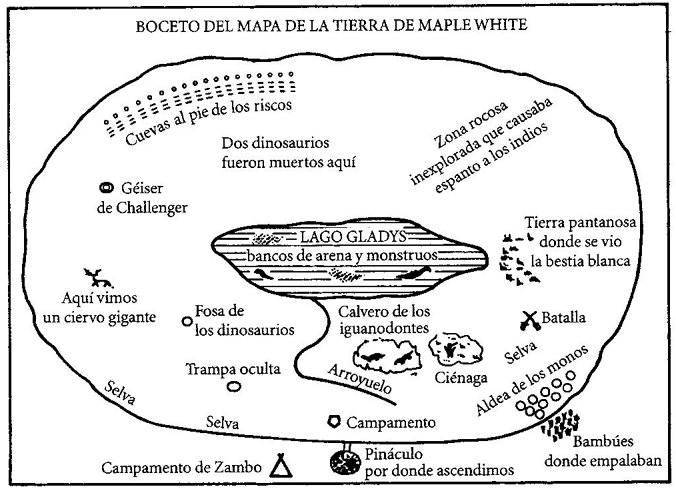 BOCETO DEL MAPA DE LA TIERRA DE MAPLE WHITE
Cuevas al pie de los riscos
Dos dinosaurios
fueron muertos aquí
Zona rocosa
inexplorada que causaba
espanto a los indios
Géiser
de Challenger
LAGO GLADYS
bancos de arena y monstruos
Tierra pantanosa
donde se vio
la bestia blanca
Aquí vimos
un ciervo gigante
Fosa de
los dinosaurios
Calvero de los
iguanodontes
Batalla
Selva
Trampa oculta
Arroyuelo
Ciénaga
Aldea de los monos
Selva
Selva
Campamento
Bambúes
donde empalaban
Campamento de Zambo
Pináculo
por donde ascendimos